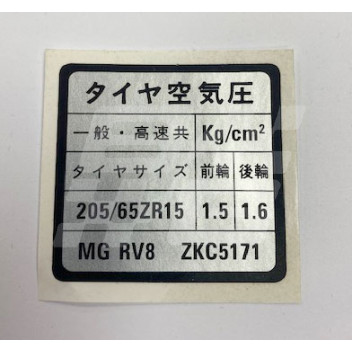 タイヤ空気圧
一般・高速共 Kg/cm²
タイヤサイズ 前輪 後輪
205/65ZR15 1.5 1.6
MG RV8 ZKC5171